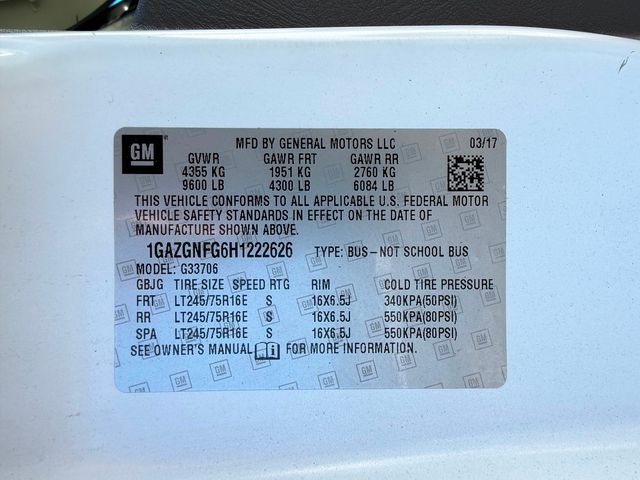 GM
MFD BY GENERAL MOTORS LLC 03/17
GVWR GAWR FRT GAWR RR
4355 KG 1951 KG 2760 KG
9600 LB 4300 LB 6084 LB
THIS VEHICLE CONFORMS TO ALL APPLICABLE U.S. FEDERAL MOTOR
VEHICLE SAFETY STANDARDS IN EFFECT ON THE DATE OF
MANUFACTURE SHOWN ABOVE.
1GAZGNFG6H1222626 TYPE: BUS-NOT SCHOOL BUS
MODEL: G33706
GBJG TIRE SIZE SPEED RTG RIM COLD TIRE PRESSURE
FRT LT245/75R16E S 16X6.5J 340KPA(50PSI)
RR LT245/75R16E S 16X6.5J 550KPA(80PSI)
SPA LT245/75R16E S 16X6.5J 550KPA(80PSI)
SEE OWNER'S MANUAL FOR MORE INFORMATION.